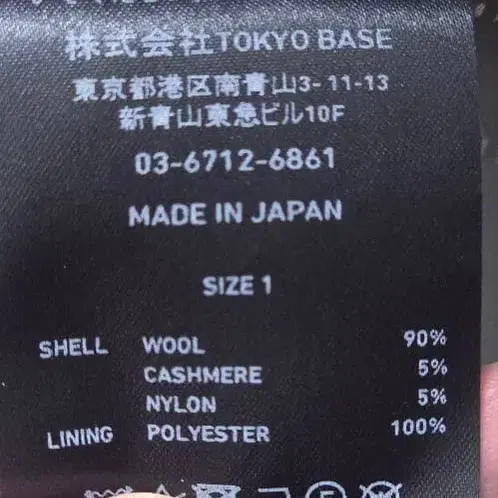 株式会社TOKYO BASE
東京都港区南青山3-11-13
新青山東急ビル10F
03-6712-6861
MADE IN JAPAN
SIZE 1
SHELL WOOL 90%
CASHMERE 5%
NYLON 5%
LINING POLYESTER 100%